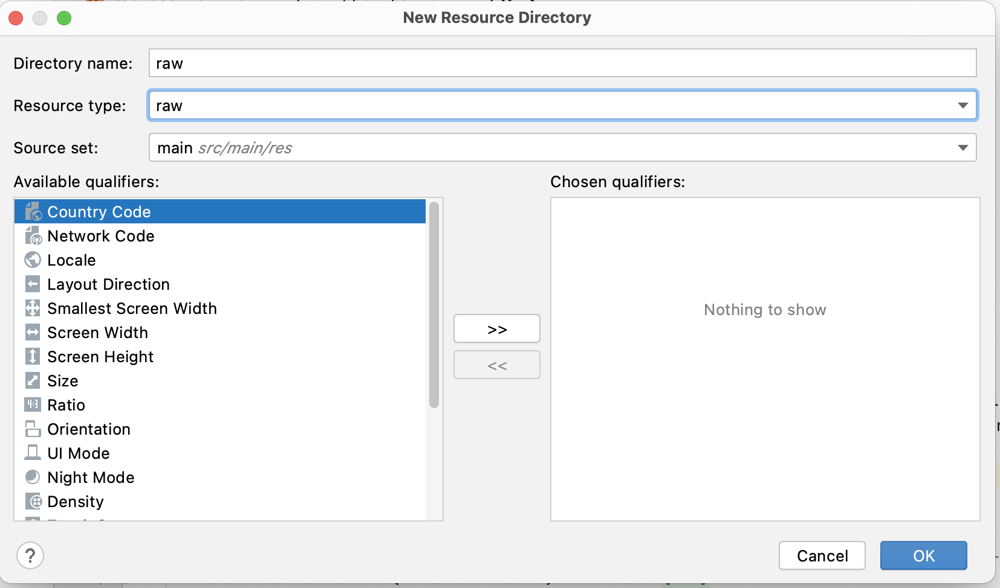 New Resource Directory
Directory name: raw
Resource type: raw
Source set: main src/main/res
Available qualifiers:
Chosen qualifiers:
Country Code
Network Code
Locale
Layout Direction
Smallest Screen Width
Screen Width
Screen Height
Size
4:3 Ratio
Orientation
UI Mode
Night Mode
Density
>>
<<
Nothing to show
?
Cancel
OK